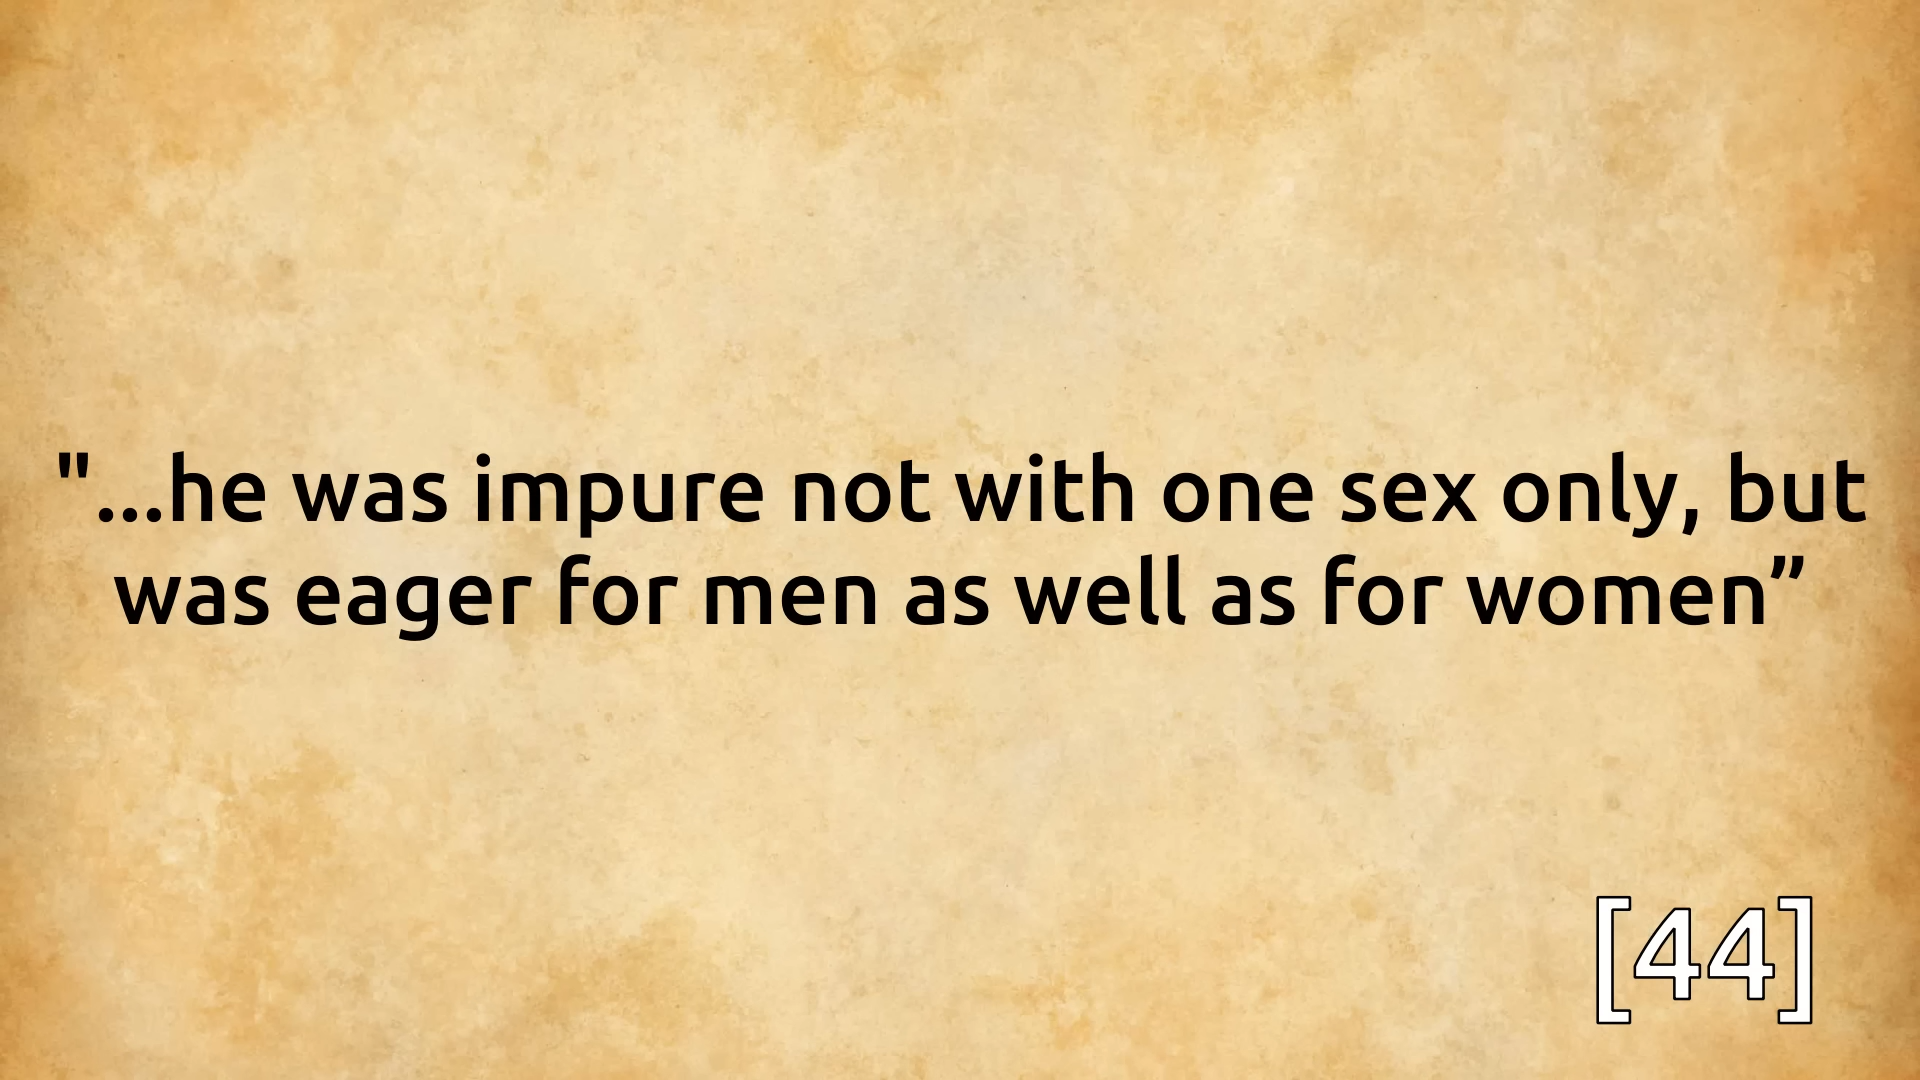 "...he was impure not with one sex only, but
was eager for men as well as for women”
[44]